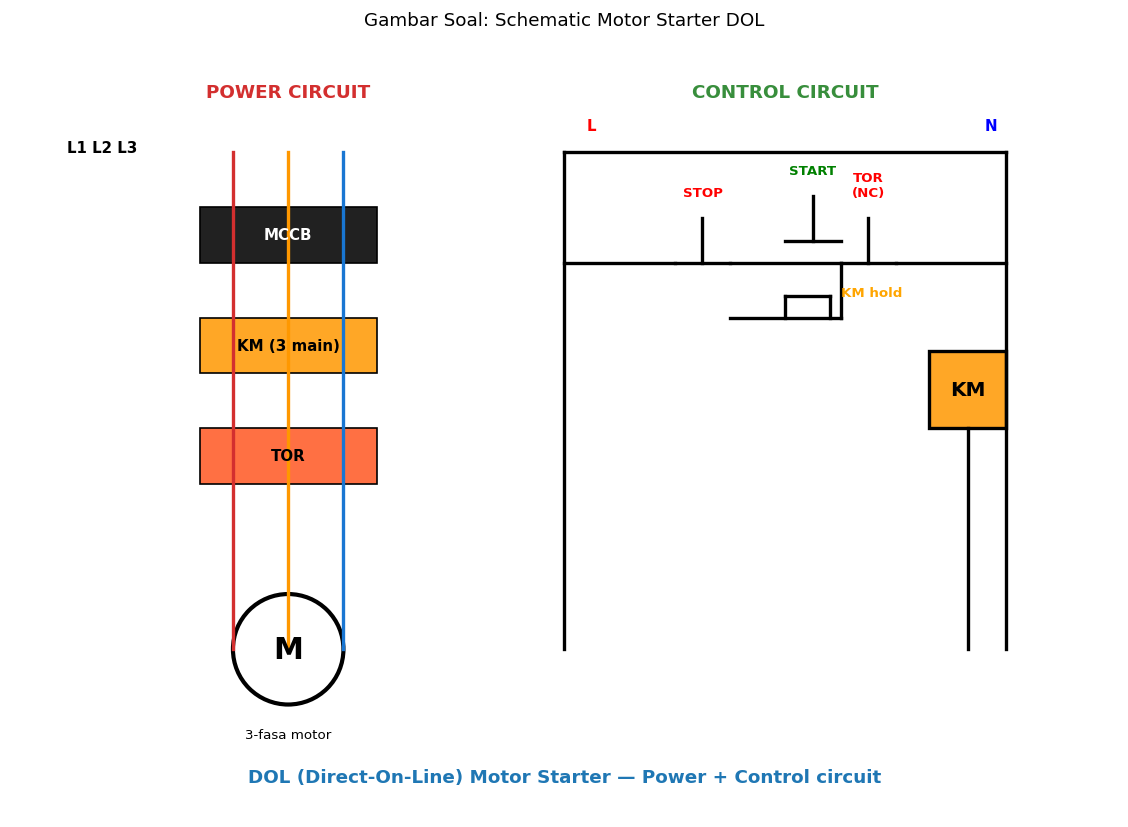 Gambar Soal: Schematic Motor Starter DOL
POWER CIRCUIT
CONTROL CIRCUIT
L
N
L1 L2 L3
START
STOP
TOR
(NC)
MCCB
KM hold
KM (3 main)
KM
TOR
M
3-fasa motor
DOL (Direct-On-Line) Motor Starter — Power + Control circuit